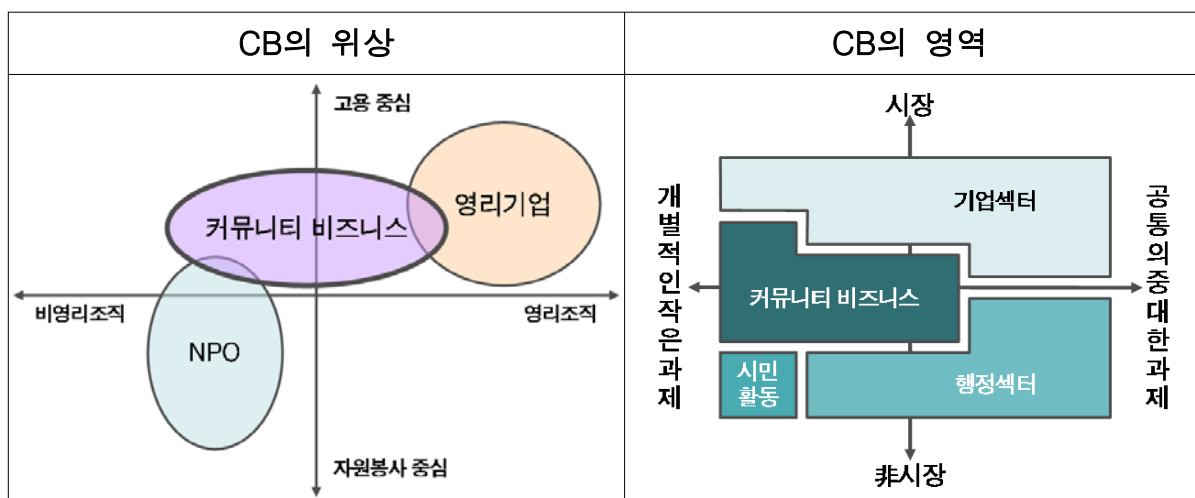 CB의 위상
CB의 영역
고용 중심
영리기업
커뮤니티 비즈니스
비영리조직
영리조직
NPO
자원봉사 중심
시장
개별적인작은과제
기업섹터
공통의중대한과제
커뮤니티 비즈니스
시민
활동
행정섹터
非시장